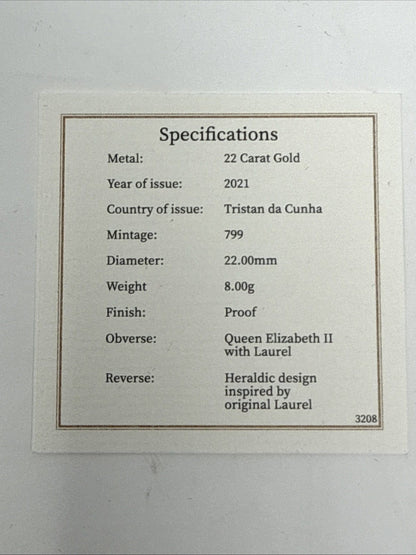 Specifications
Metal: 22 Carat Gold
Year of issue: 2021
Country of issue: Tristan da Cunha
Mintage: 799
Diameter: 22.00mm
Weight 8.00g
Finish: Proof
Obverse: Queen Elizabeth II
with Laurel
Reverse: Heraldic design
inspired by
original Laurel
3208